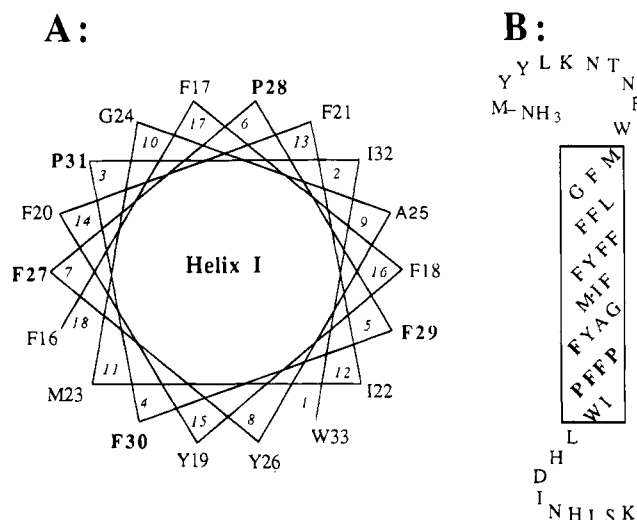 A:
B:
F17
P28
G24
F21
P31
I32
F20
A25
F27
F18
F16
F29
M23
I22
F30
W33
Y19
Y26
17
6
10
13
3
2
14
9
7
16
18
5
11
12
4
1
15
8
Helix I
M–NH3
Y Y L K N T N
W
G F M
F F L
F Y F F
M-I F
F Y A G
P F F P
W I
L
H
D
I N H I S K